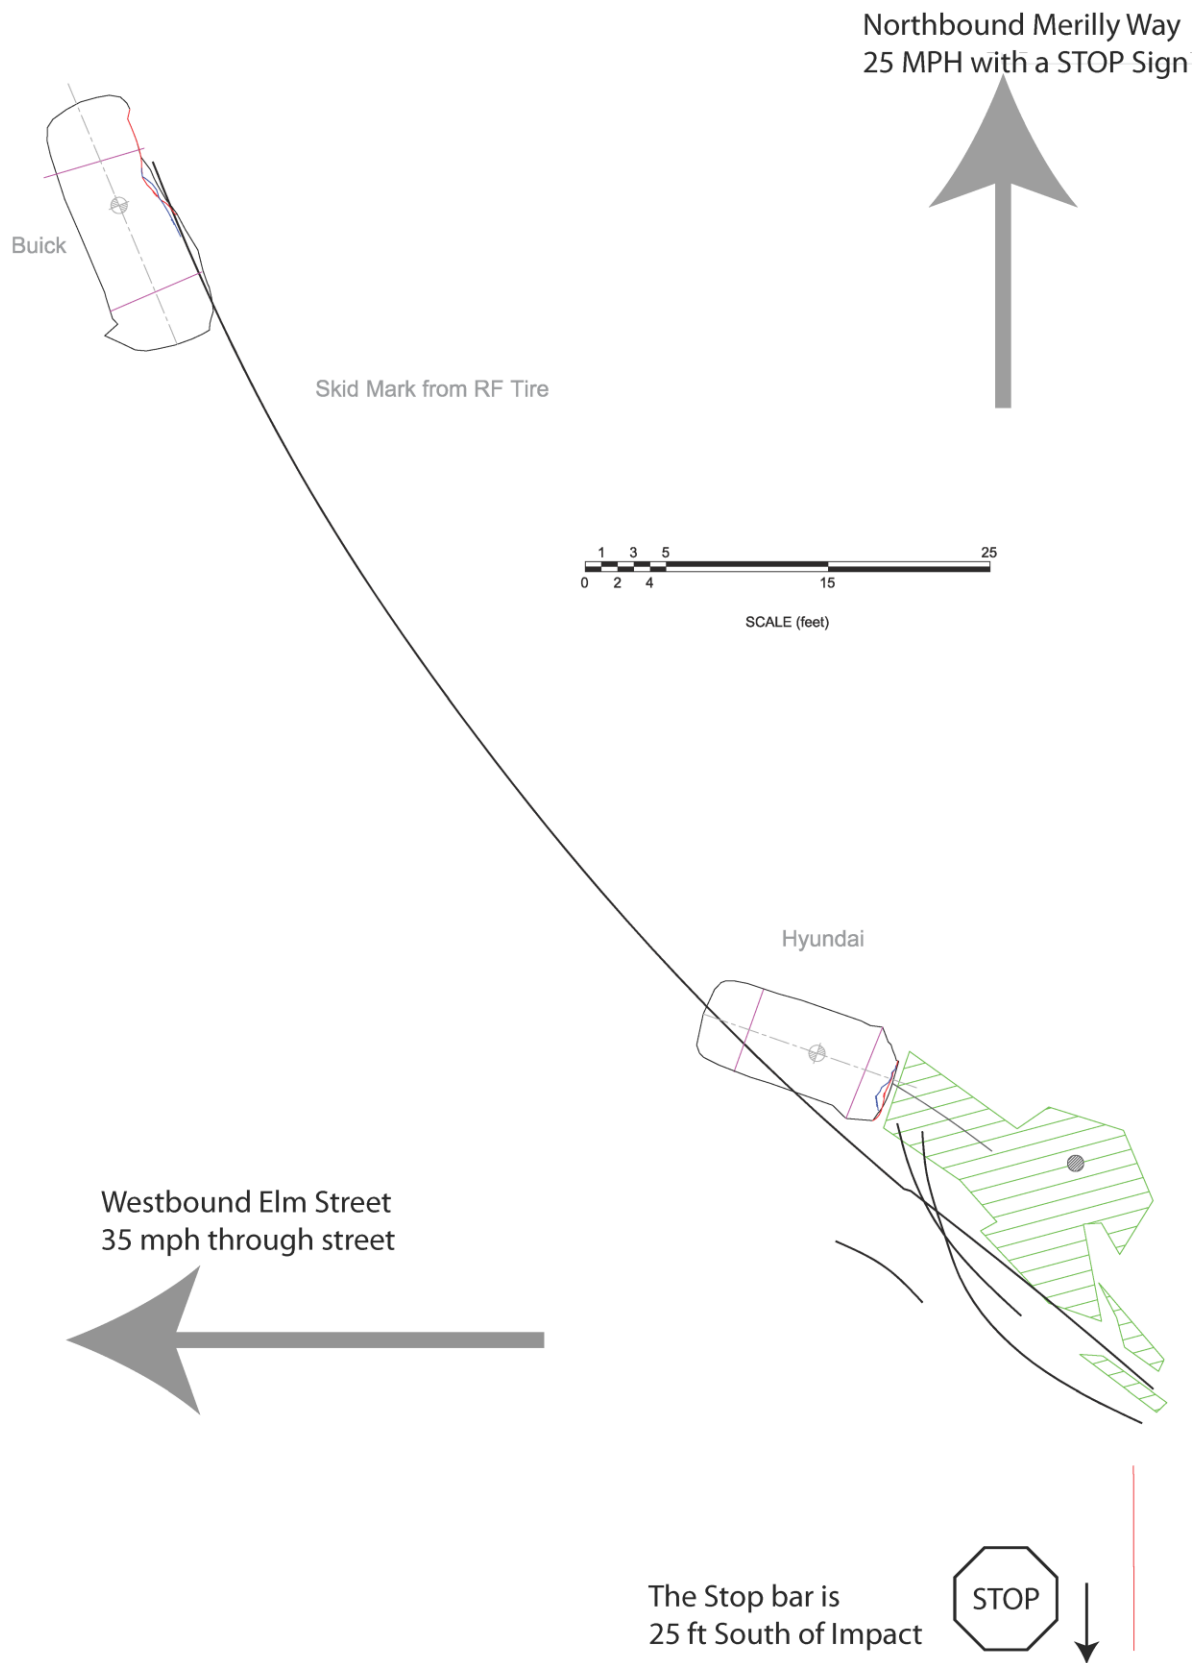 Northbound Merilly Way
25 MPH with a STOP Sign
Buick
Skid Mark from RF Tire
1 3 5 25
0 2 4 15
SCALE (feet)
Hyundai
Westbound Elm Street
35 mph through street
The Stop bar is
25 ft South of Impact
STOP